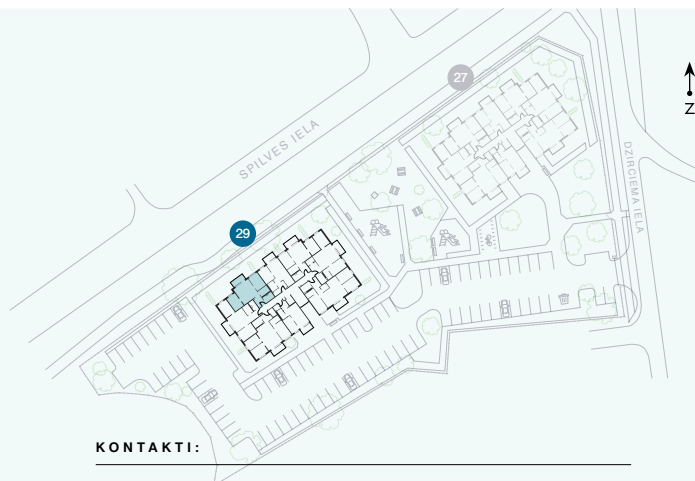 27
Z
SPILVES IELA
DZIRCIEMA IELA
29
KONTAKTI: